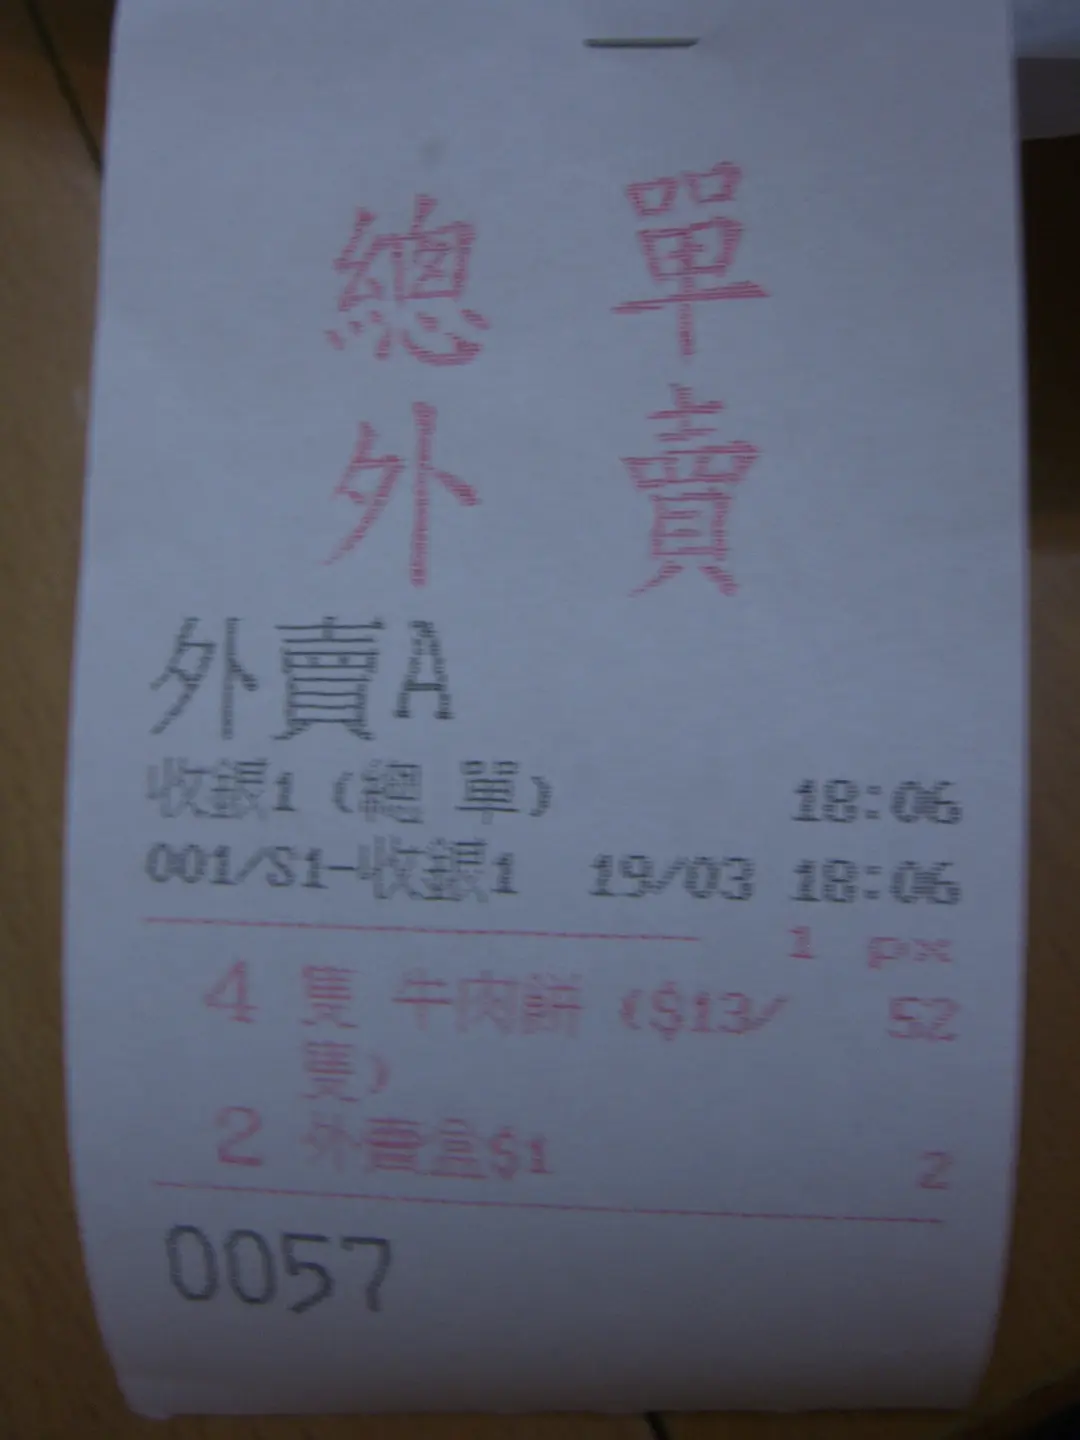 總 單
外 賣
外賣A
收銀1 (總 單) 18:06
001/S1-收銀1 19/03 18:06
1 px
4 隻 牛肉餅 ($13/ 52
隻)
2 外賣盒$1 2
0057